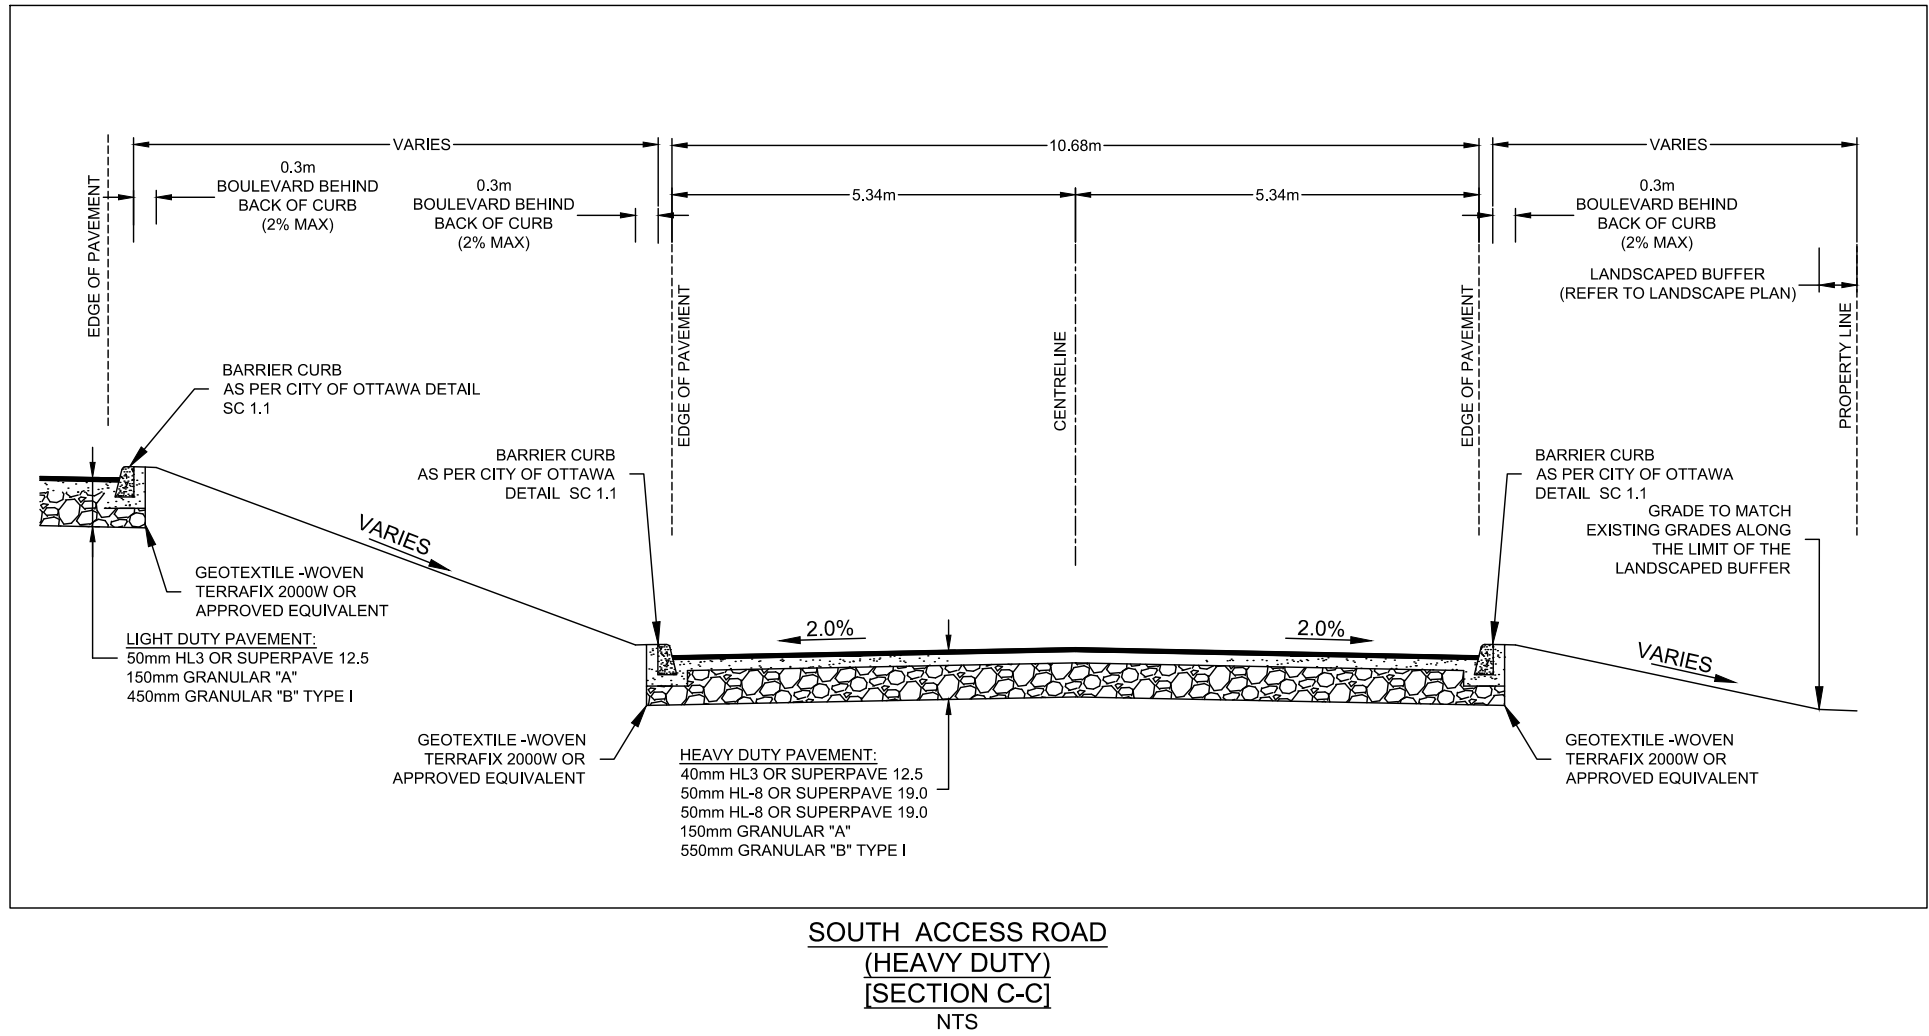 VARIES
10.68m
VARIES
0.3m
BOULEVARD BEHIND
BACK OF CURB
(2% MAX)
0.3m
BOULEVARD BEHIND
BACK OF CURB
(2% MAX)
5.34m
5.34m
0.3m
BOULEVARD BEHIND
BACK OF CURB
(2% MAX)
LANDSCAPED BUFFER
(REFER TO LANDSCAPE PLAN)
EDGE OF PAVEMENT
EDGE OF PAVEMENT
CENTRELINE
EDGE OF PAVEMENT
PROPERTY LINE
BARRIER CURB
AS PER CITY OF OTTAWA DETAIL
SC 1.1
BARRIER CURB
AS PER CITY OF OTTAWA
DETAIL SC 1.1
BARRIER CURB
AS PER CITY OF OTTAWA
DETAIL SC 1.1
GRADE TO MATCH
EXISTING GRADES ALONG
THE LIMIT OF THE
LANDSCAPED BUFFER
VARIES
GEOTEXTILE -WOVEN
TERRAFIX 2000W OR
APPROVED EQUIVALENT
LIGHT DUTY PAVEMENT:
50mm HL3 OR SUPERPAVE 12.5
150mm GRANULAR "A"
450mm GRANULAR "B" TYPE I
2.0%
2.0%
VARIES
GEOTEXTILE -WOVEN
TERRAFIX 2000W OR
APPROVED EQUIVALENT
HEAVY DUTY PAVEMENT:
40mm HL3 OR SUPERPAVE 12.5
50mm HL-8 OR SUPERPAVE 19.0
50mm HL-8 OR SUPERPAVE 19.0
150mm GRANULAR "A"
550mm GRANULAR "B" TYPE I
GEOTEXTILE -WOVEN
TERRAFIX 2000W OR
APPROVED EQUIVALENT
SOUTH ACCESS ROAD
(HEAVY DUTY)
[SECTION C-C]
NTS